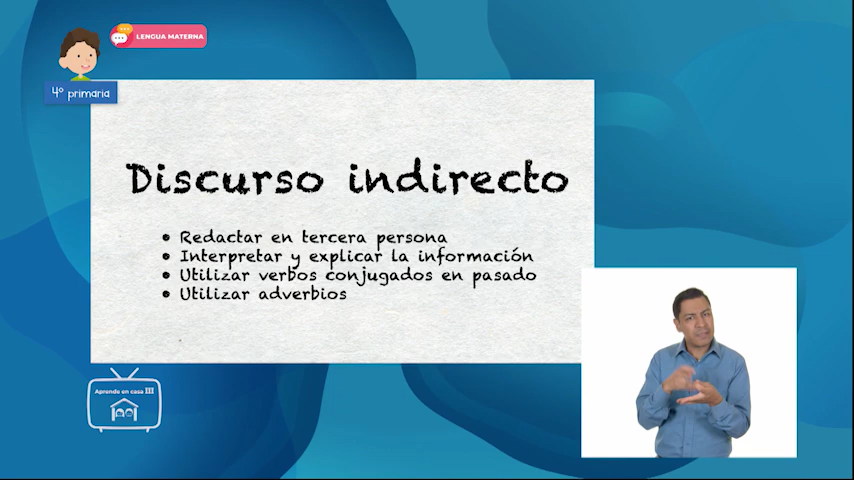 LENGUA MATERNA
4º primaria
Discurso indirecto
• Redactar en tercera persona
• Interpretar y explicar la información
• Utilizar verbos conjugados en pasado
• Utilizar adverbios
Aprende en casa III